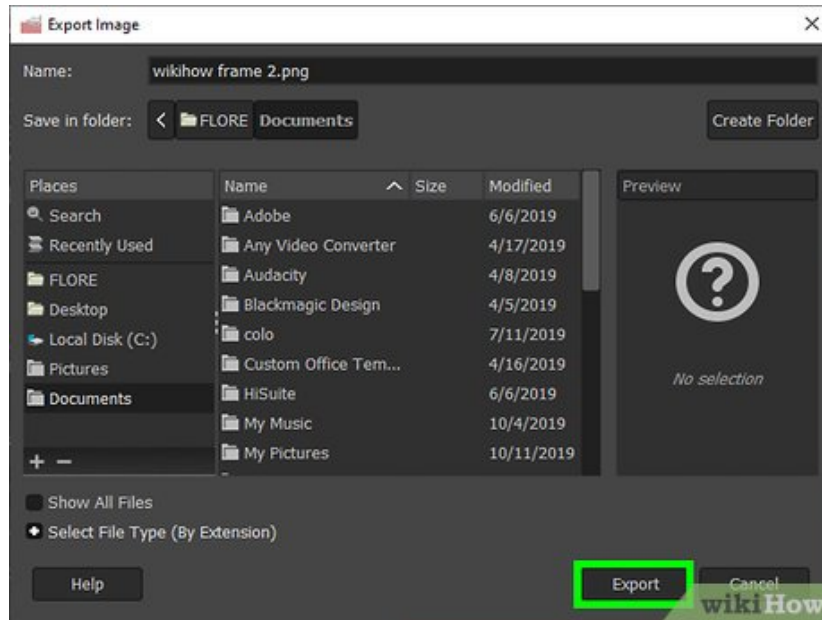 Export Image
Name: wikihow frame 2.png
Save in folder: < FLORE Documents Create Folder
Places Name Size Modified Preview
Search Adobe 6/6/2019
Recently Used Any Video Converter 4/17/2019
FLORE Audacity 4/8/2019
Desktop Blackmagic Design 4/5/2019
Local Disk (C:) colo 7/11/2019
Pictures Custom Office Tem... 4/16/2019
No selection
Documents HiSuite 6/6/2019
My Music 10/4/2019
My Pictures 10/11/2019
Show All Files
Select File Type (By Extension)
Help Export Cancel
wikiHow